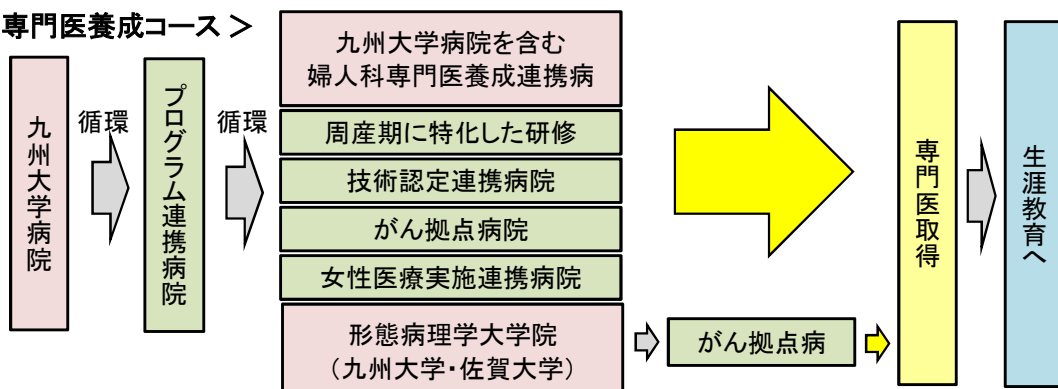 専門医養成コース＞
九州大学病院
循環
プログラム連携病院
循環
九州大学病院を含む
婦人科専門医養成連携病
周産期に特化した研修
技術認定連携病院
がん拠点病院
女性医療実施連携病院
形態病理学大学院
（九州大学・佐賀大学）
がん拠点病
専門医取得
生涯教育へ